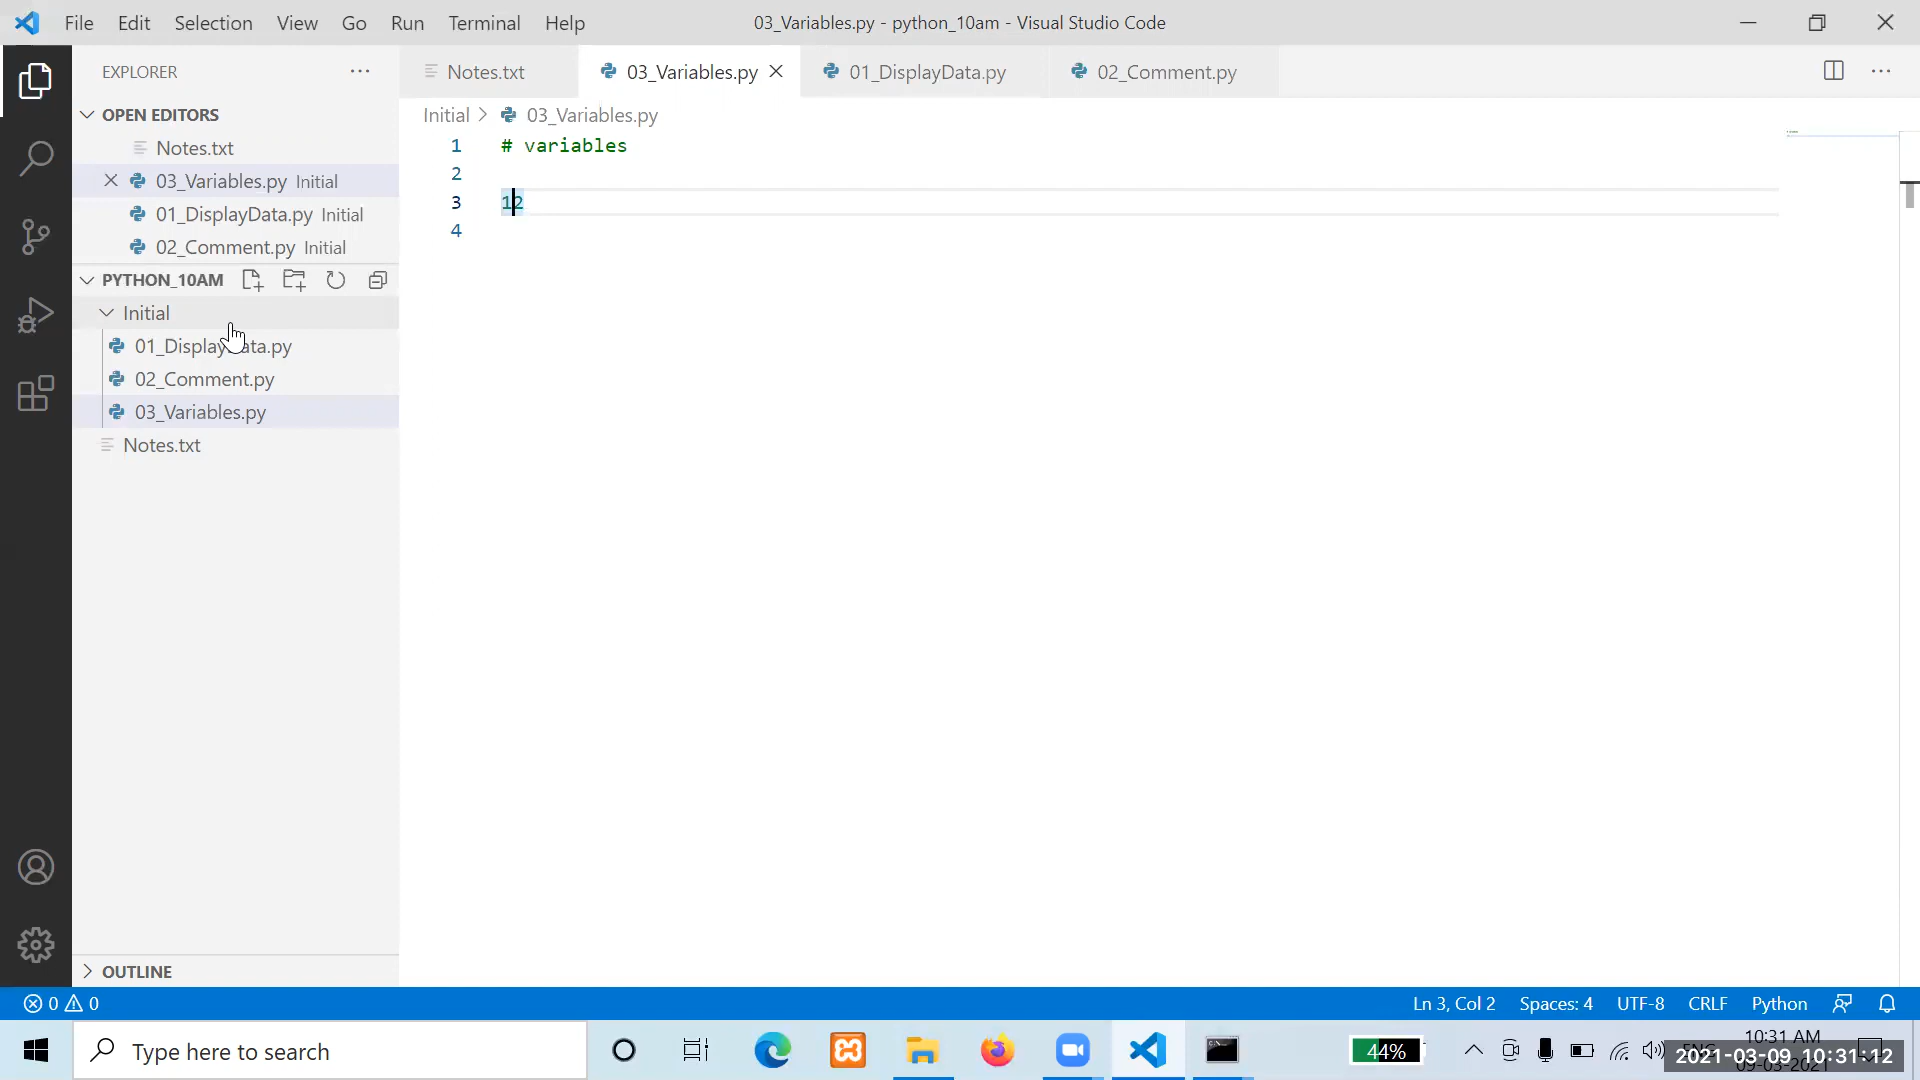 File Edit Selection View Go Run Terminal Help
03_Variables.py - python_10am - Visual Studio Code
EXPLORER
Notes.txt
03_Variables.py
01_DisplayData.py
02_Comment.py
OPEN EDITORS
Notes.txt
03_Variables.py Initial
01_DisplayData.py Initial
02_Comment.py Initial
PYTHON_10AM
Initial
01_DisplayData.py
02_Comment.py
03_Variables.py
Notes.txt
OUTLINE
Initial > 03_Variables.py
1 # variables
2
3 12
4
0 0
Ln 3, Col 2 Spaces: 4 UTF-8 CRLF Python
Type here to search
44%
10:31 AM
2021-03-09 10:31:12